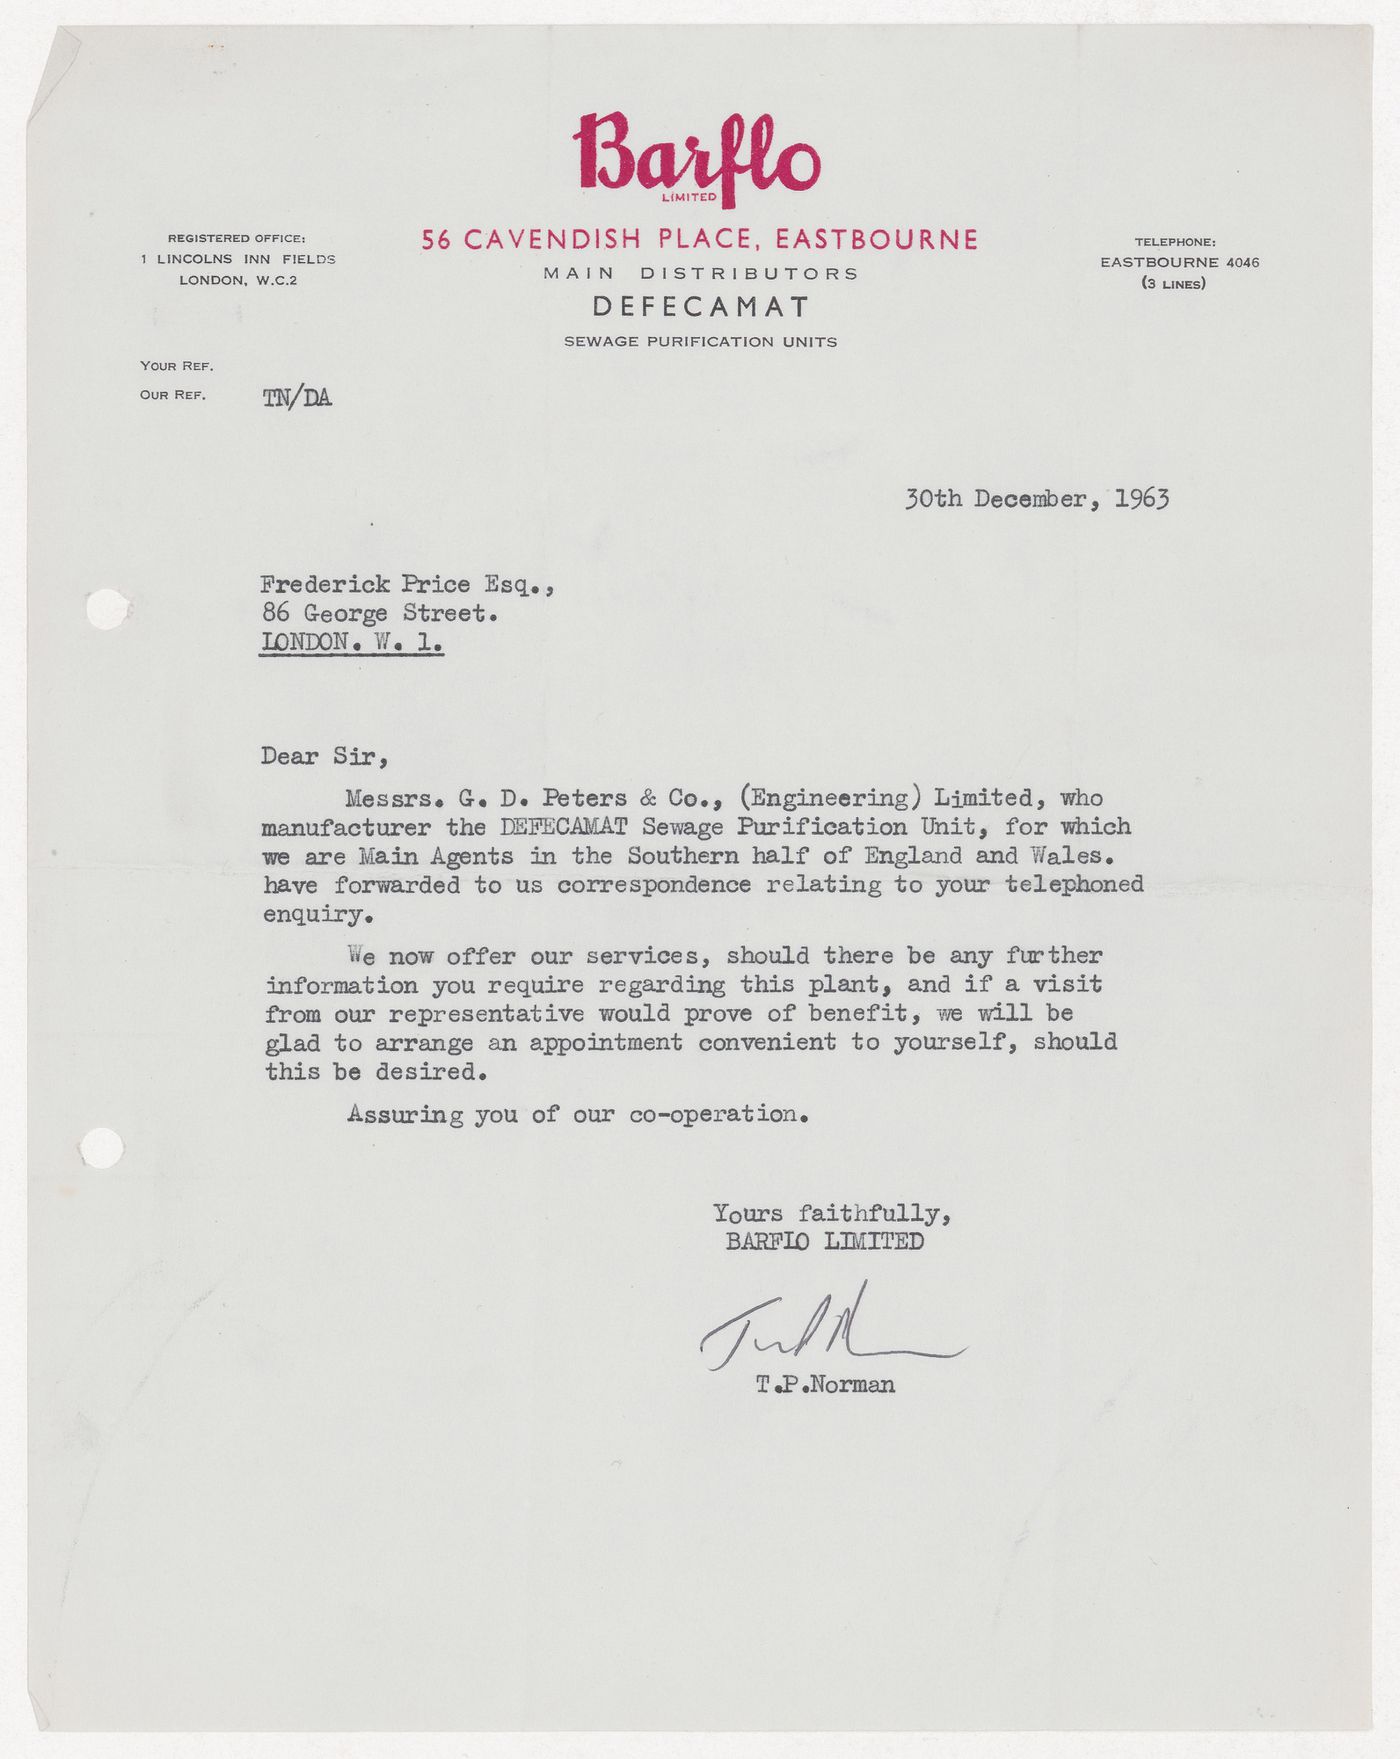 Barflo
LIMITED
56 CAVENDISH PLACE, EASTBOURNE
MAIN DISTRIBUTORS
DEFECAMAT
SEWAGE PURIFICATION UNITS
REGISTERED OFFICE:
1 LINCOLNS INN FIELDS
LONDON, W.C.2
TELEPHONE:
EASTBOURNE 4046
(3 LINES)
YOUR REF.
OUR REF. TN/DA
30th December, 1963
Frederick Price Esq.,
86 George Street.
LONDON. W. 1.
Dear Sir,
Messrs. G. D. Peters & Co., (Engineering) Limited, who
manufacturer the DEFECAMAT Sewage Purification Unit, for which
we are Main Agents in the Southern half of England and Wales.
have forwarded to us correspondence relating to your telephoned
enquiry.
We now offer our services, should there be any further
information you require regarding this plant, and if a visit
from our representative would prove of benefit, we will be
glad to arrange an appointment convenient to yourself, should
this be desired.
Assuring you of our co-operation.
Yours faithfully,
BARFLO LIMITED
T.P.Norman